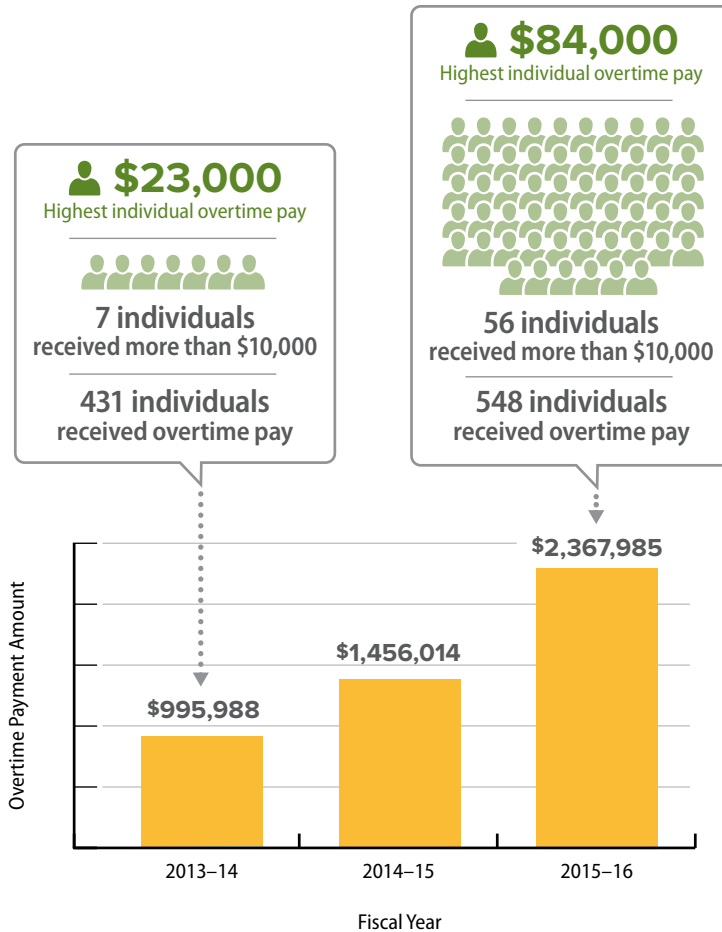 $84,000
Highest individual overtime pay
56 individuals
received more than $10,000
548 individuals
received overtime pay
$23,000
Highest individual overtime pay
7 individuals
received more than $10,000
431 individuals
received overtime pay
Overtime Payment Amount
$995,988
$1,456,014
$2,367,985
2013–14
2014–15
2015–16
Fiscal Year